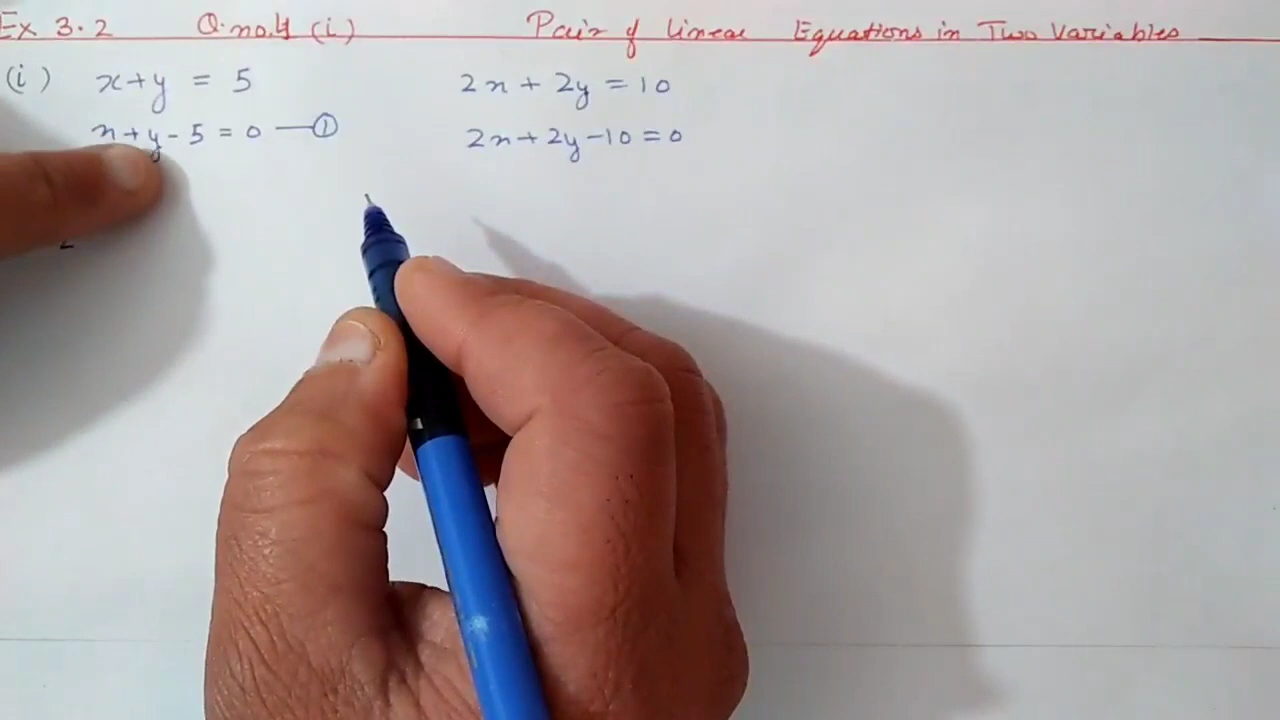 Ex 3.2 Q.no.4 (i) Pair of Linear Equations in Two Variables
(i) x+y = 5 2x + 2y = 10
x+y-5 = 0 —① 2x+2y-10 = 0